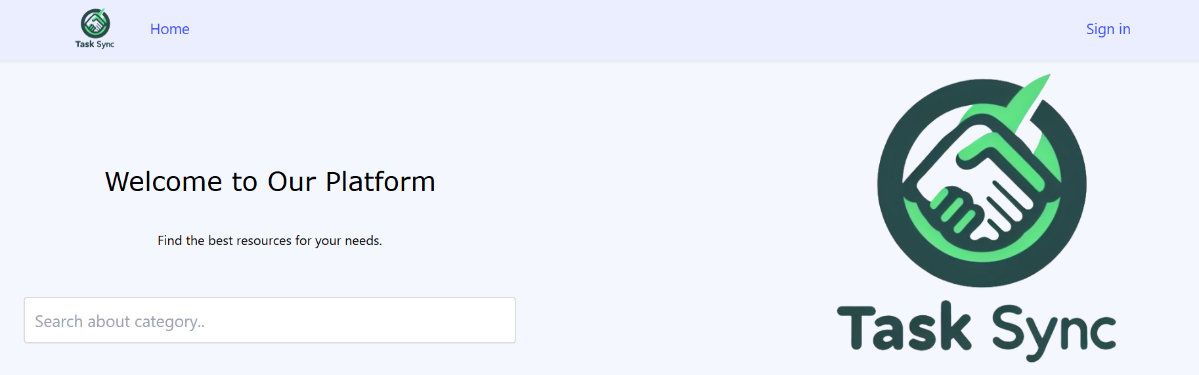 Task Sync
Home
Sign in
Welcome to Our Platform
Find the best resources for your needs.
Search about category..
Task Sync